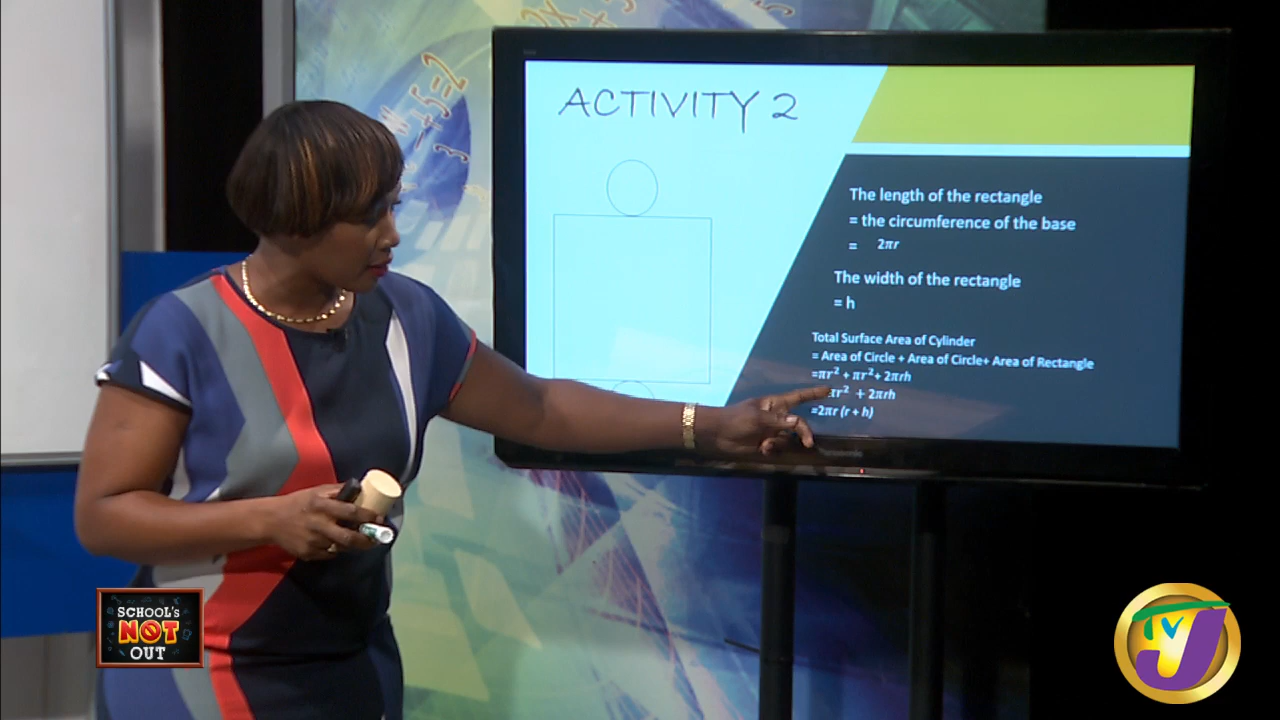 ACTIVITY 2
The length of the rectangle
= the circumference of the base
= 2πr
The width of the rectangle
= h
Total Surface Area of Cylinder
= Area of Circle + Area of Circle+ Area of Rectangle
=πr² + πr²+ 2πrh
πr² + 2πrh
=2πr (r + h)
SCHOOL'S
NOT
OUT
TVJ